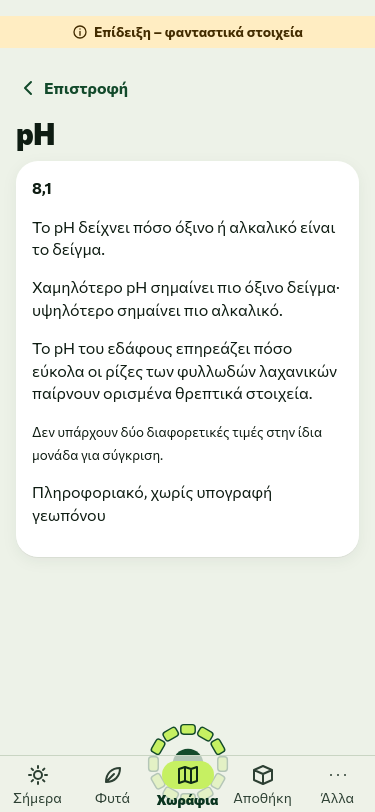 Επίδειξη – φανταστικά στοιχεία
Επιστροφή
pH
8,1
Το pH δείχνει πόσο όξινο ή αλκαλικό είναι
το δείγμα.
Χαμηλότερο pH σημαίνει πιο όξινο δείγμα·
υψηλότερο σημαίνει πιο αλκαλικό.
Το pH του εδάφους επηρεάζει πόσο
εύκολα οι ρίζες των φυλλωδών λαχανικών
παίρνουν ορισμένα θρεπτικά στοιχεία.
Δεν υπάρχουν δύο διαφορετικές τιμές στην ίδια
μονάδα για σύγκριση.
Πληροφοριακό, χωρίς υπογραφή
γεωπόνου
Σήμερα
Φυτά
Χωράφια
Αποθήκη
Άλλα